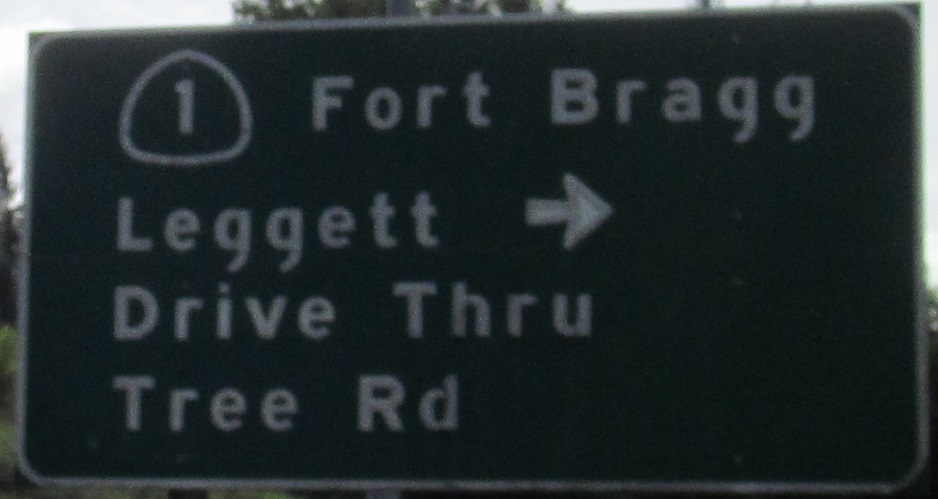 1 Fort Bragg
Leggett →
Drive Thru
Tree Rd